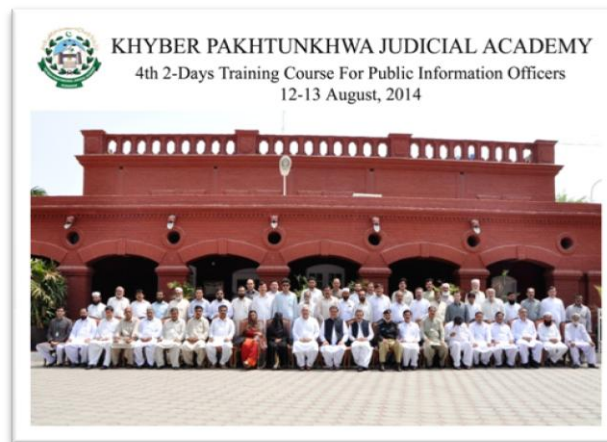 KHYBER PAKHTUNKHWA JUDICIAL ACADEMY
4th 2-Days Training Course For Public Information Officers
12-13 August, 2014